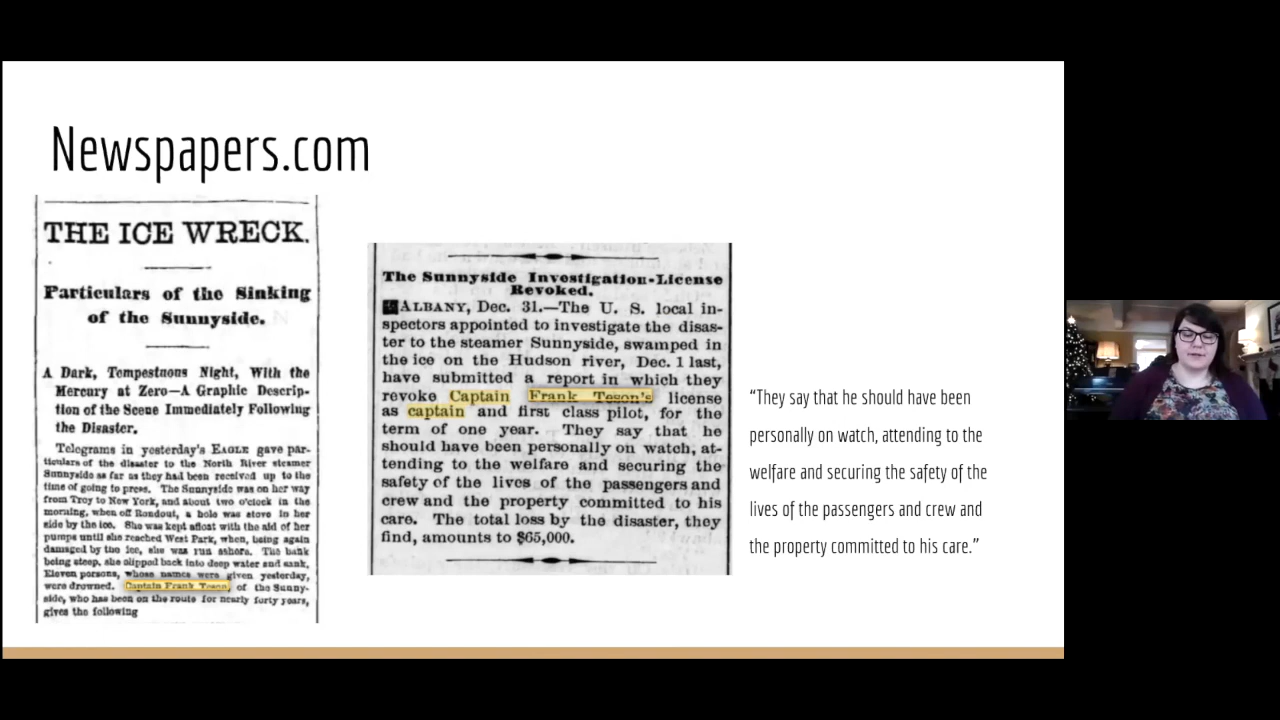 Newspapers.com
THE ICE WRECK.
Particulars of the Sinking
of the Sunnyside.
A Dark, Tempestuous Night, With the
Mercury at Zero—A Graphic Descrip-
tion of the Scene Immediately Following
the Disaster.
Telegrams in yesterday's EAGLE gave par-
ticulars of the disaster to the North River steamer
Sunnyside as far as they had been received up to the
time of going to press. The Sunnyside was on her way
from Troy to New York, and about two o'clock in the
morning, when off Rondout, a hole was stove in her
side by the ice. She was kept afloat with the aid of her
pumps until she reached West Park, when, being again
damaged by the ice, she was run ashore. The bank
being steep, she slipped back into deep water and sank.
Eleven persons, whose names were given yesterday,
were drowned. Captain Frank Teson, of the Sunny-
side, who has been on the route for nearly forty years,
gives the following
The Sunnyside Investigation-License
Revoked.
ALBANY, Dec. 31.—The U. S. local in-
spectors appointed to investigate the disas-
ter to the steamer Sunnyside, swamped in
the ice on the Hudson river, Dec. 1 last,
have submitted a report in which they
revoke Captain Frank Teson's license
as captain and first class pilot, for the
term of one year. They say that he
should have been personally on watch, at-
tending to the welfare and securing the
safety of the lives of the passengers and
crew and the property committed to his
care. The total loss by the disaster, they
find, amounts to $65,000.
“They say that he should have been
personally on watch, attending to the
welfare and securing the safety of the
lives of the passengers and crew and
the property committed to his care.”